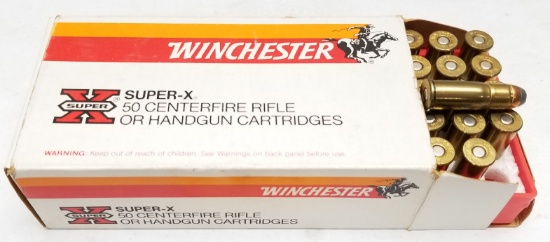 WINCHESTER
X
SUPER
®
SUPER-X®
50 CENTERFIRE RIFLE
OR HANDGUN CARTRIDGES
WARNING: Keep out of reach of children. See Warnings on back panel before use.
WINCHESTER
X
SUPER
SUPER-X
50 CENTERFIRE RIFLE
OR HANDGUN CARTRIDGES